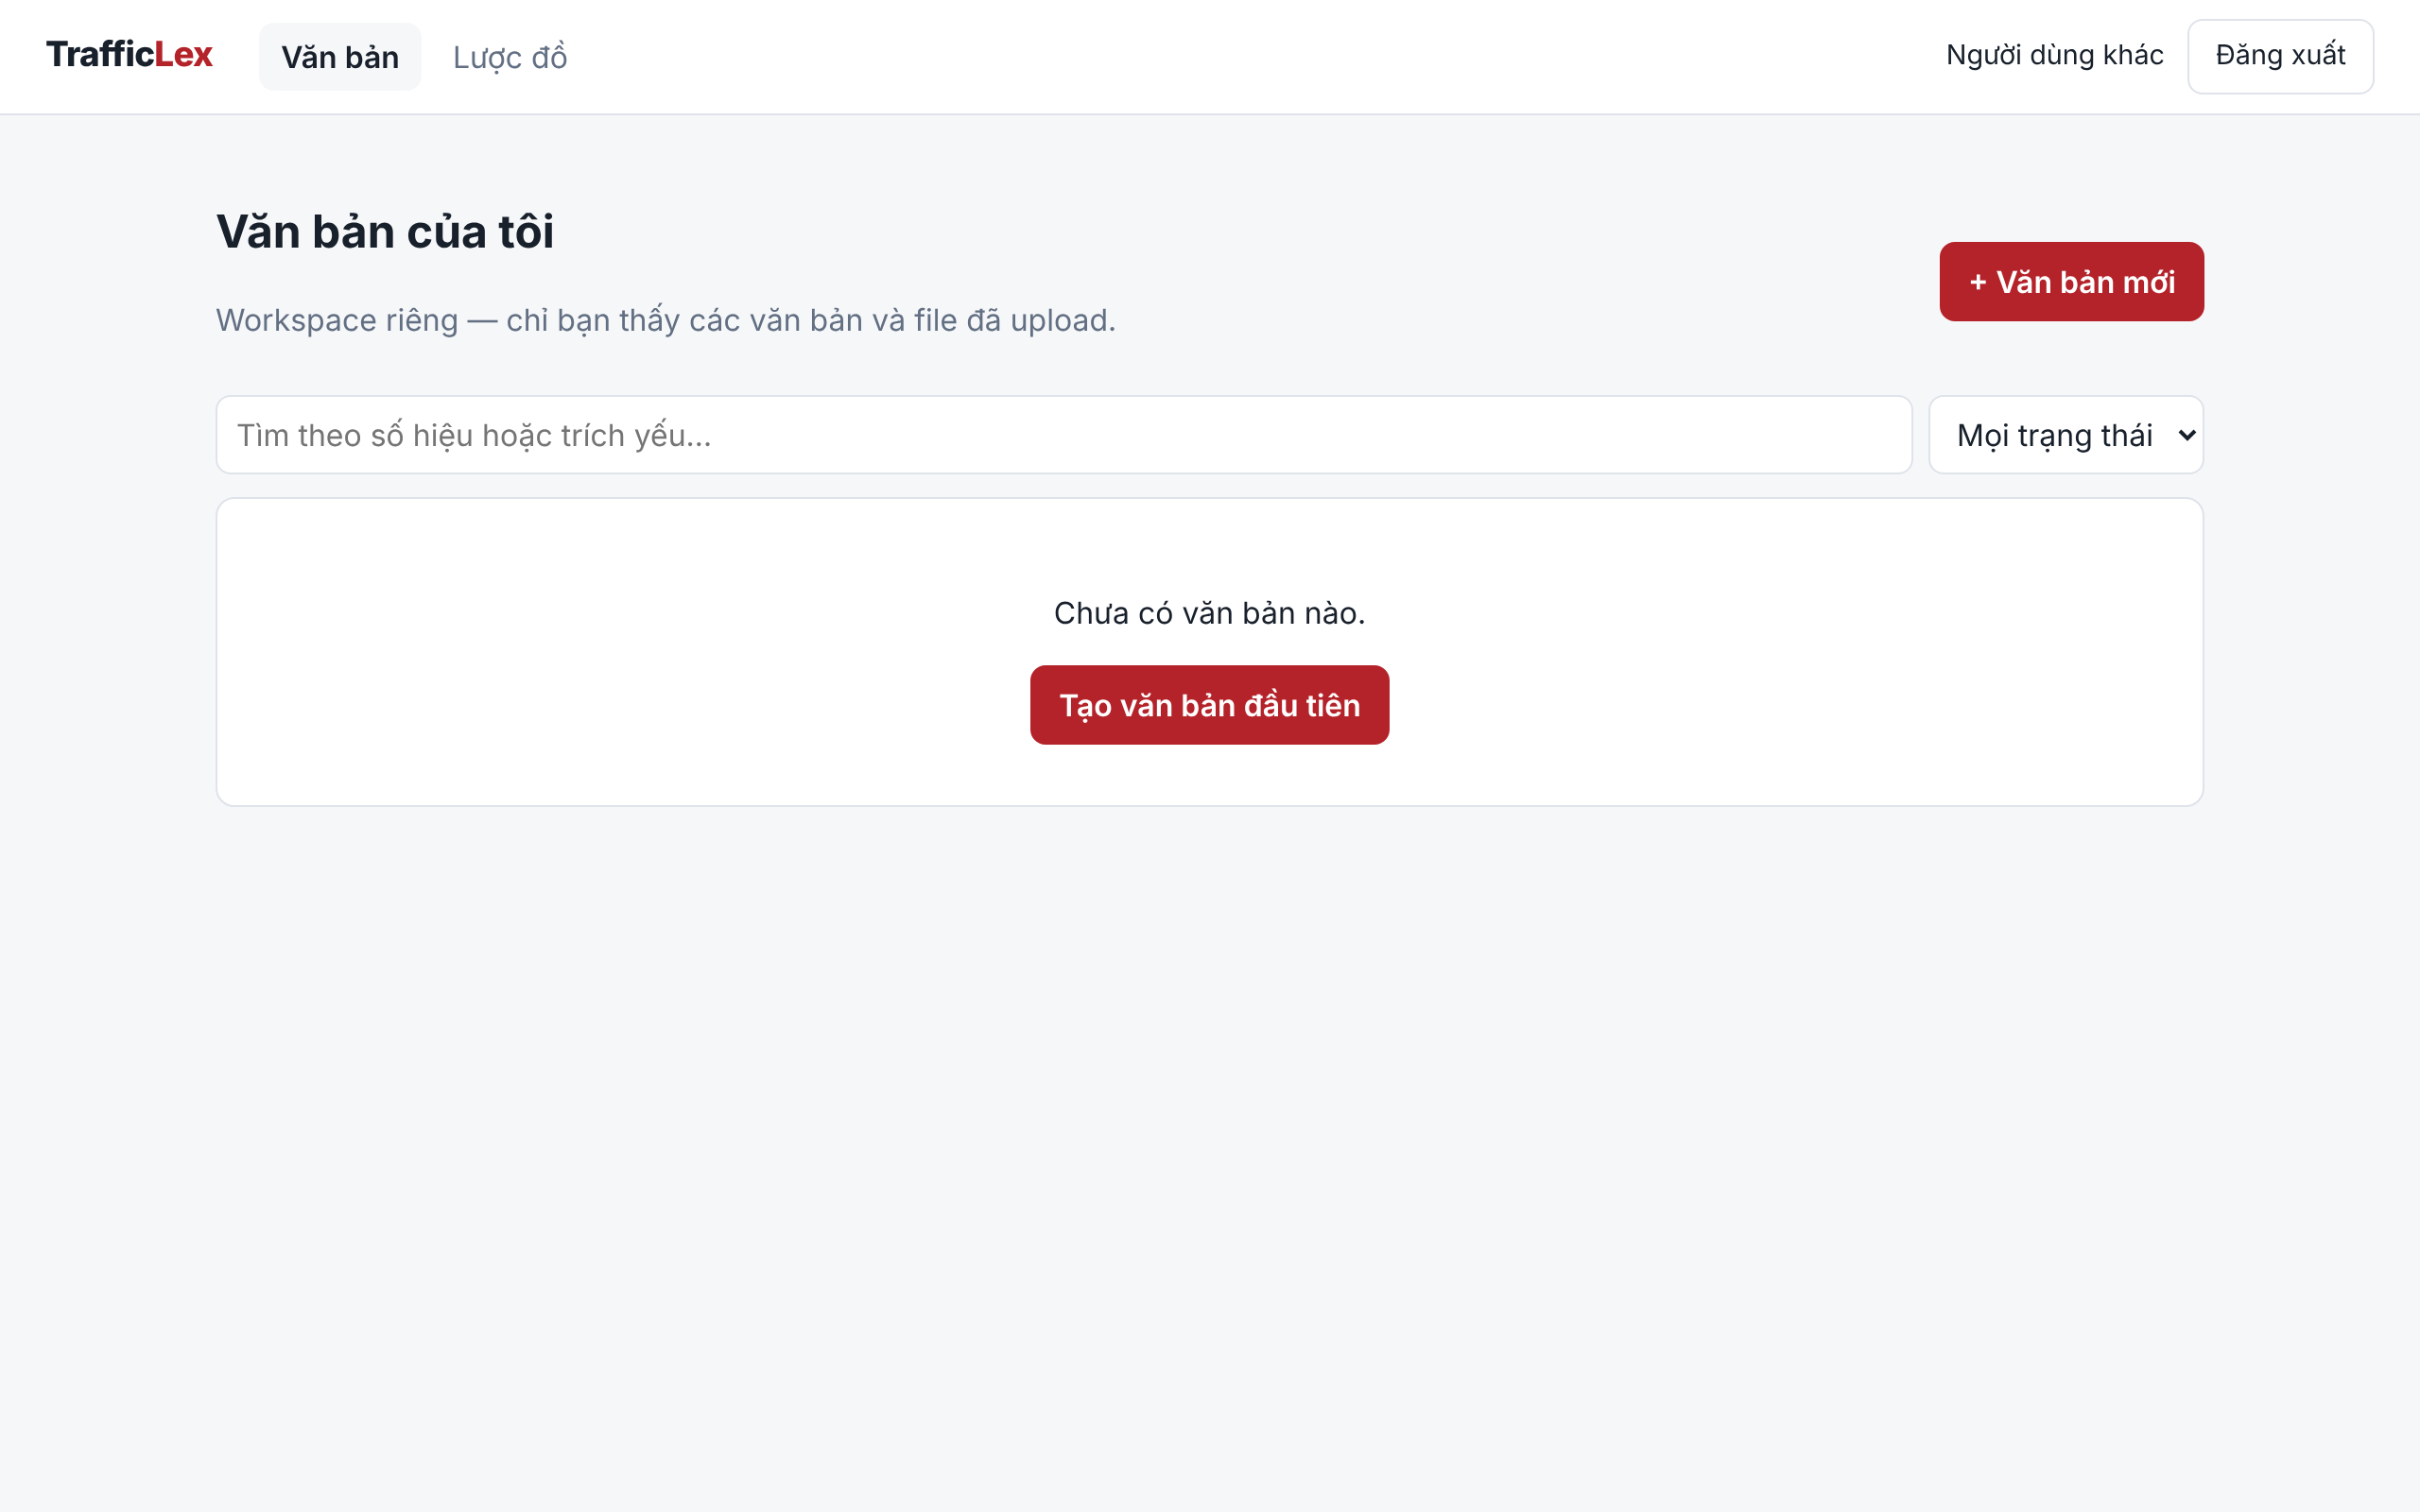 TrafficLex
Văn bản
Lược đồ
Người dùng khác
Đăng xuất
Văn bản của tôi
+ Văn bản mới
Workspace riêng — chỉ bạn thấy các văn bản và file đã upload.
Tìm theo số hiệu hoặc trích yếu...
Mọi trạng thái
Chưa có văn bản nào.
Tạo văn bản đầu tiên